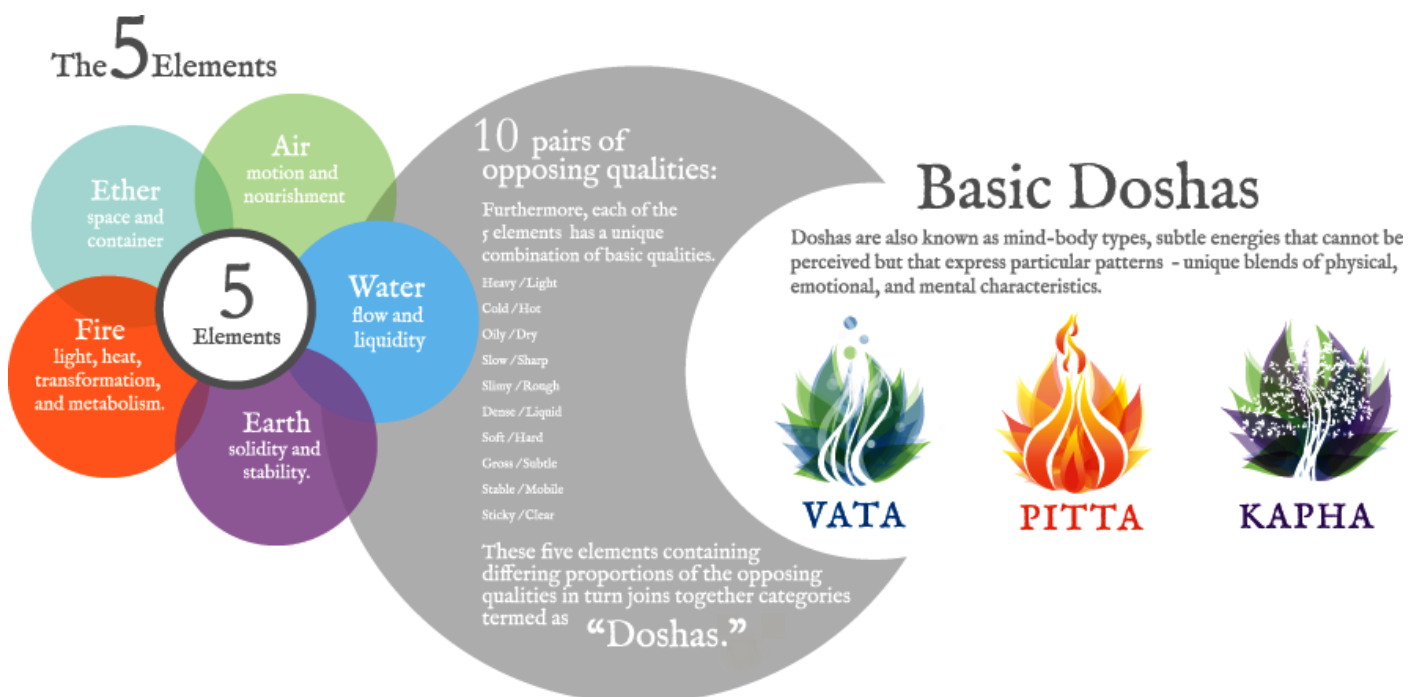 The 5 Elements
Air
motion and
nourishment
Ether
space and
container
5
Elements
Water
flow and
liquidity
Fire
light, heat,
transformation,
and metabolism.
Earth
solidity and
stability.
10 pairs of
opposing qualities:
Furthermore, each of the
5 elements has a unique
combination of basic qualities.
Heavy /Light
Cold /Hot
Oily /Dry
Slow /Sharp
Slimy /Rough
Dense /Liquid
Soft /Hard
Gross /Subtle
Stable /Mobile
Sticky /Clear
These five elements containing
differing proportions of the opposing
qualities in turn joins together categories
termed as “Doshas.”
Basic Doshas
Doshas are also known as mind-body types, subtle energies that cannot be
perceived but that express particular patterns - unique blends of physical,
emotional, and mental characteristics.
VATA
PITTA
KAPHA